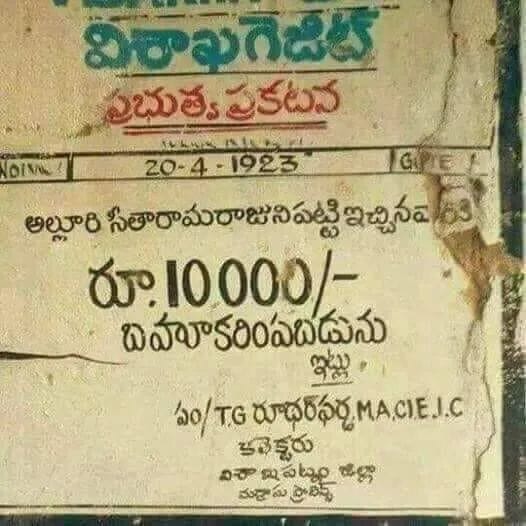 విశాఖగెజిట్
ప్రభుత్వ ప్రకటన
20-4-1923
అల్లూరి సీతారామరాజునిపట్టి ఇచ్చినవారికి
రూ.10000/-
బహూకరింపబడును
ఇట్లు
సం/T.G రూథర్‌ఫర్డ్,M.A,C.I.E,I.C
కలెక్టరు
విశాఖపట్నం జిల్లా
మద్రాసు ప్రావిన్స్